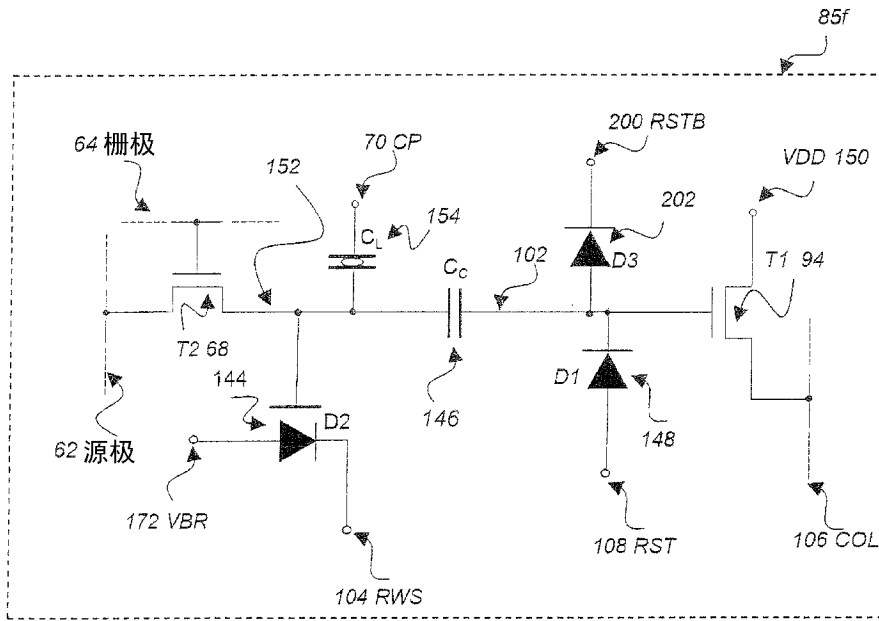 85f
64 栅极
152
70 CP
200 RSTB
VDD 150
154
CL
202
CC
102
D3
T1 94
T2 68
144
D1
D2
146
148
62 源极
172 VBR
108 RST
106 COL
104 RWS